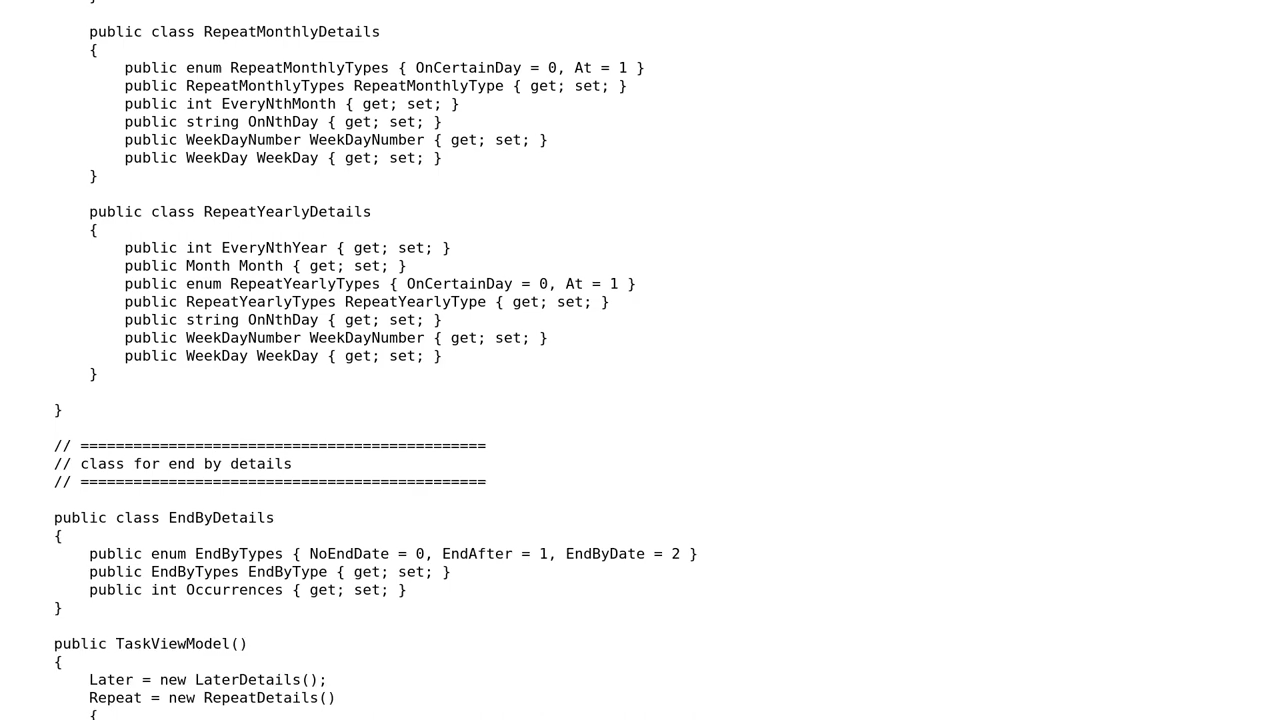 public class RepeatMonthlyDetails
{
public enum RepeatMonthlyTypes { OnCertainDay = 0, At = 1 }
public RepeatMonthlyTypes RepeatMonthlyType { get; set; }
public int EveryNthMonth { get; set; }
public string OnNthDay { get; set; }
public WeekDayNumber WeekDayNumber { get; set; }
public WeekDay WeekDay { get; set; }
}
public class RepeatYearlyDetails
{
public int EveryNthYear { get; set; }
public Month Month { get; set; }
public enum RepeatYearlyTypes { OnCertainDay = 0, At = 1 }
public RepeatYearlyTypes RepeatYearlyType { get; set; }
public string OnNthDay { get; set; }
public WeekDayNumber WeekDayNumber { get; set; }
public WeekDay WeekDay { get; set; }
}
}
// ==============================================
// class for end by details
// ==============================================
public class EndByDetails
{
public enum EndByTypes { NoEndDate = 0, EndAfter = 1, EndByDate = 2 }
public EndByTypes EndByType { get; set; }
public int Occurrences { get; set; }
}
public TaskViewModel()
{
Later = new LaterDetails();
Repeat = new RepeatDetails()
{